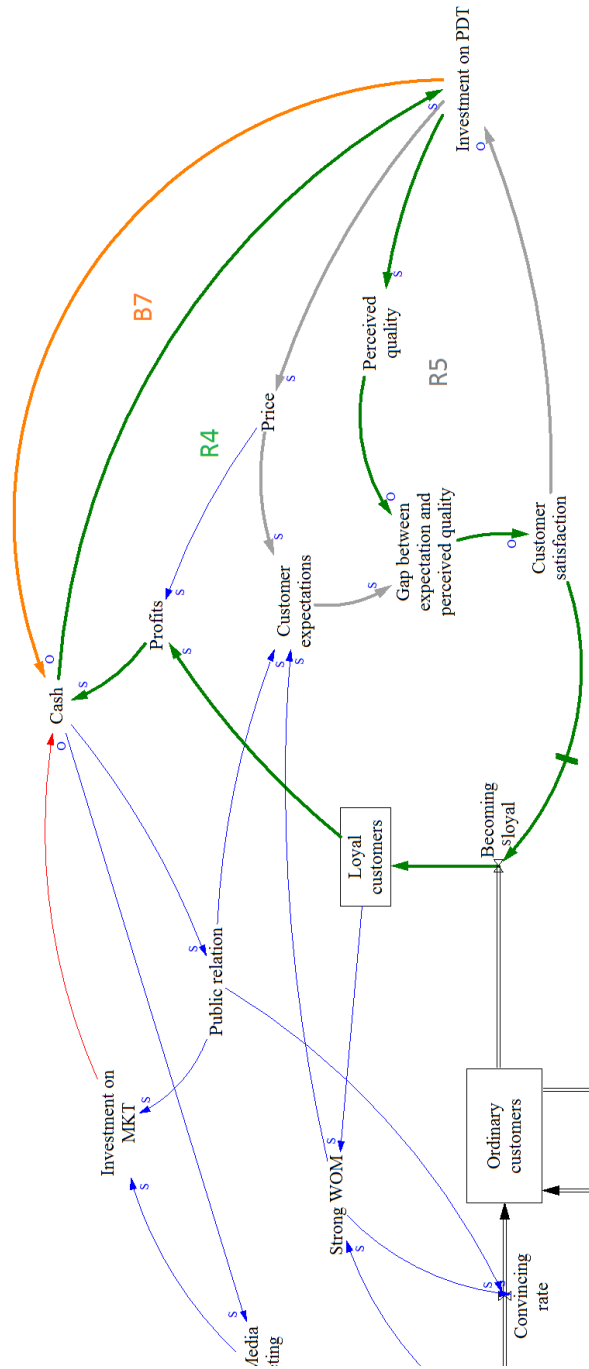 B7
o
Cash
o
s
Investment on
MKT
s
s
Profits
s
s
R4
Public relation
s
Media
eting
s
Price
s
Customer
expectations
s
s
s
Strong WOM
s
s
Loyal
customers
Perceived
quality
s
R5
Gap between
expectation and
perceived quality
o
s
Investment on PDT
s
o
Customer
satisfaction
o
Becoming
loyal
s
Ordinary
customers
Convincing
rate
s
s